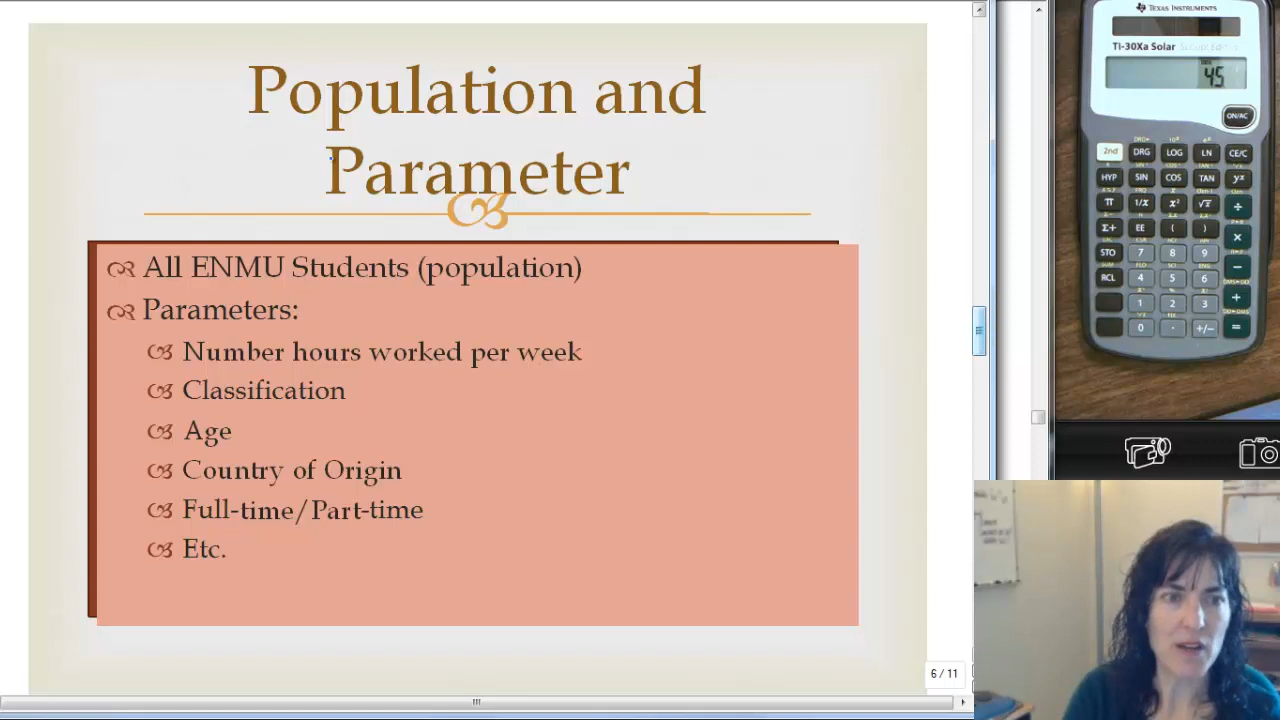 Population and
Parameter
All ENMU Students (population)
Parameters:
Number hours worked per week
Classification
Age
Country of Origin
Full-time/Part-time
Etc.
6 / 11
TEXAS INSTRUMENTS
TI-30Xa Solar
45
ON/AC
2nd DRG LOG LN CE/C
HYP SIN COS TAN yˣ
π 1/x x² √x ÷
Σ+ EE ( ) ×
STO 7 8 9 −
RCL 4 5 6 +
1 2 3
0 · +/− =